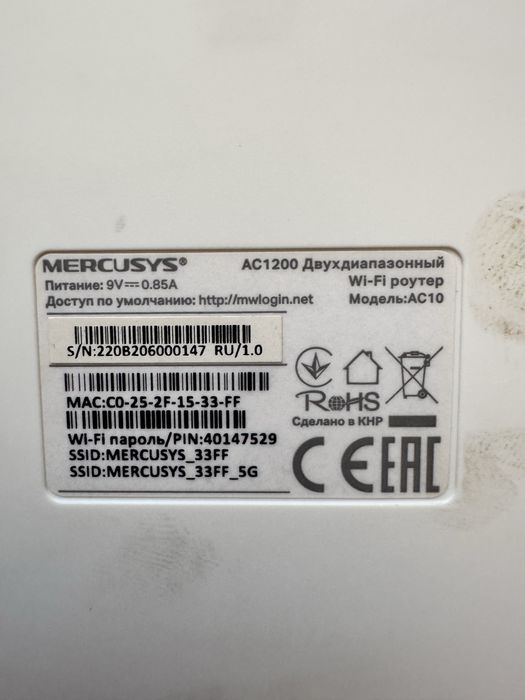 MERCUSYS®
AC1200 Двухдиапазонный
Wi-Fi роутер
Питание: 9V⎓0.85A
Доступ по умолчанию: http://mwlogin.net
Модель:AC10
S/N:220B206000147 RU/1.0
MAC:C0-25-2F-15-33-FF
Wi-Fi пароль/PIN:40147529
SSID:MERCUSYS_33FF
SSID:MERCUSYS_33FF_5G
RoHS
Сделано в КНР
CE EAC